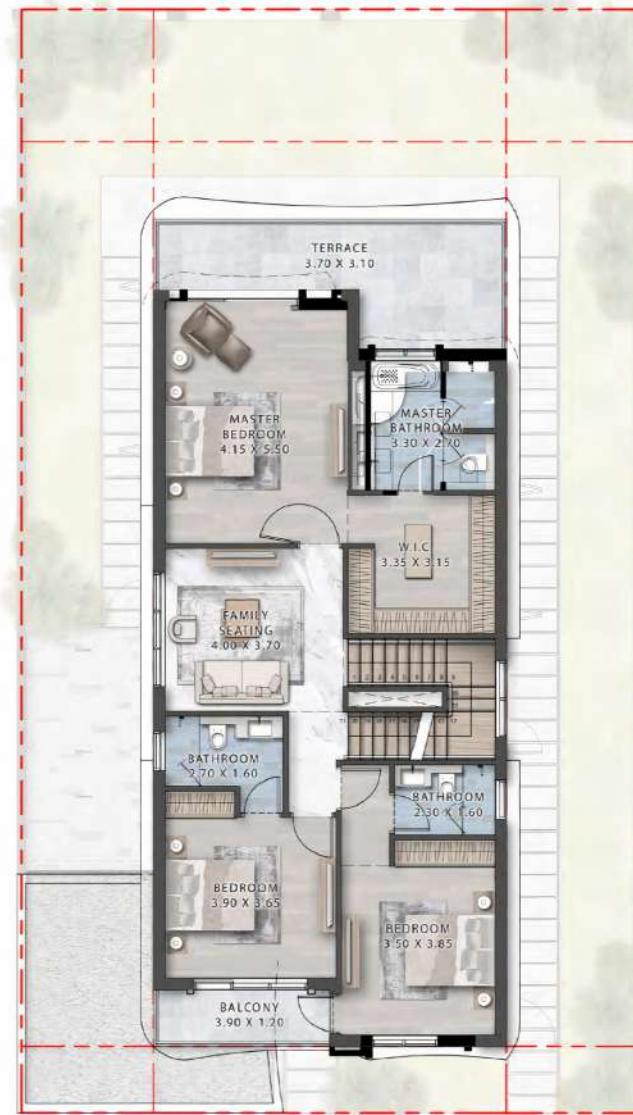 TERRACE
3.70 X 3.10
MASTER
BEDROOM
4.15 X 5.50
MASTER
BATHROOM
3.30 X 2.70
W.I.C
3.35 X 3.15
FAMILY
SEATING
4.00 X 3.70
BATHROOM
2.70 X 1.60
BATHROOM
2.30 X 1.60
BEDROOM
3.90 X 3.65
BEDROOM
3.50 X 3.85
BALCONY
3.90 X 1.20